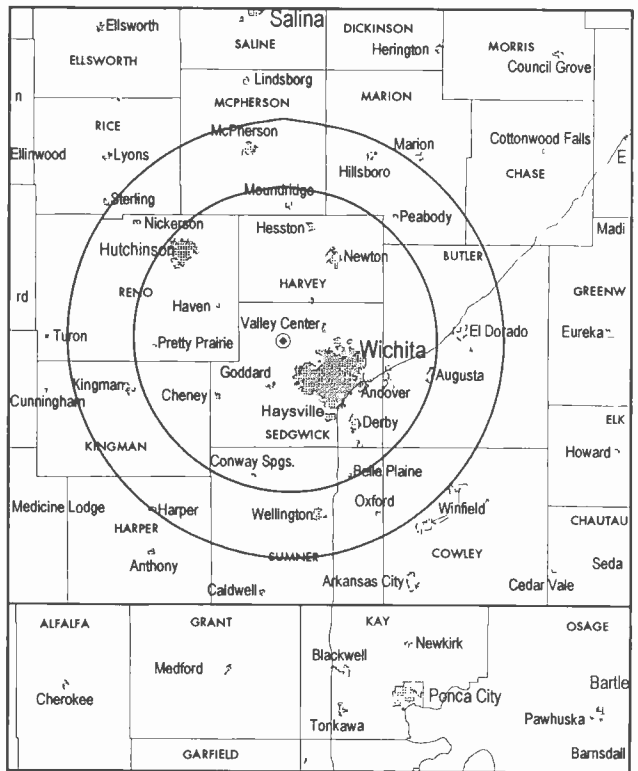 Salina
Ellsworth
DICKINSON
SALINE
Herington
MORRIS
ELLSWORTH
Council Grove
Lindsborg
n
MCPHERSON
MARION
RICE
McPherson
Marion
Cottonwood Falls
Ellinwood
Lyons
Hillsboro
E
CHASE
Moundridge
Sterling
Nickerson
Hesston
Peabody
Madi
Hutchinson
Newton
BUTLER
RENO
HARVEY
GREENW
rd
Haven
Valley Center
El Dorado
Eureka
Turon
Pretty Prairie
Wichita
Goddard
Augusta
Kingman
Cheney
Andover
Cunningham
Haysville
Derby
ELK
SEDGWICK
KINGMAN
Howard
Conway Spgs.
Belle Plaine
Medicine Lodge
Harper
Wellington
Oxford
Winfield
CHAUTAU
HARPER
SUMNER
COWLEY
Anthony
Seda
Caldwell
Arkansas City
Cedar Vale
ALFALFA
GRANT
KAY
OSAGE
Newkirk
Blackwell
Medford
Bartle
Cherokee
Ponca City
Tonkawa
Pawhuska
GARFIELD
Barnsdall